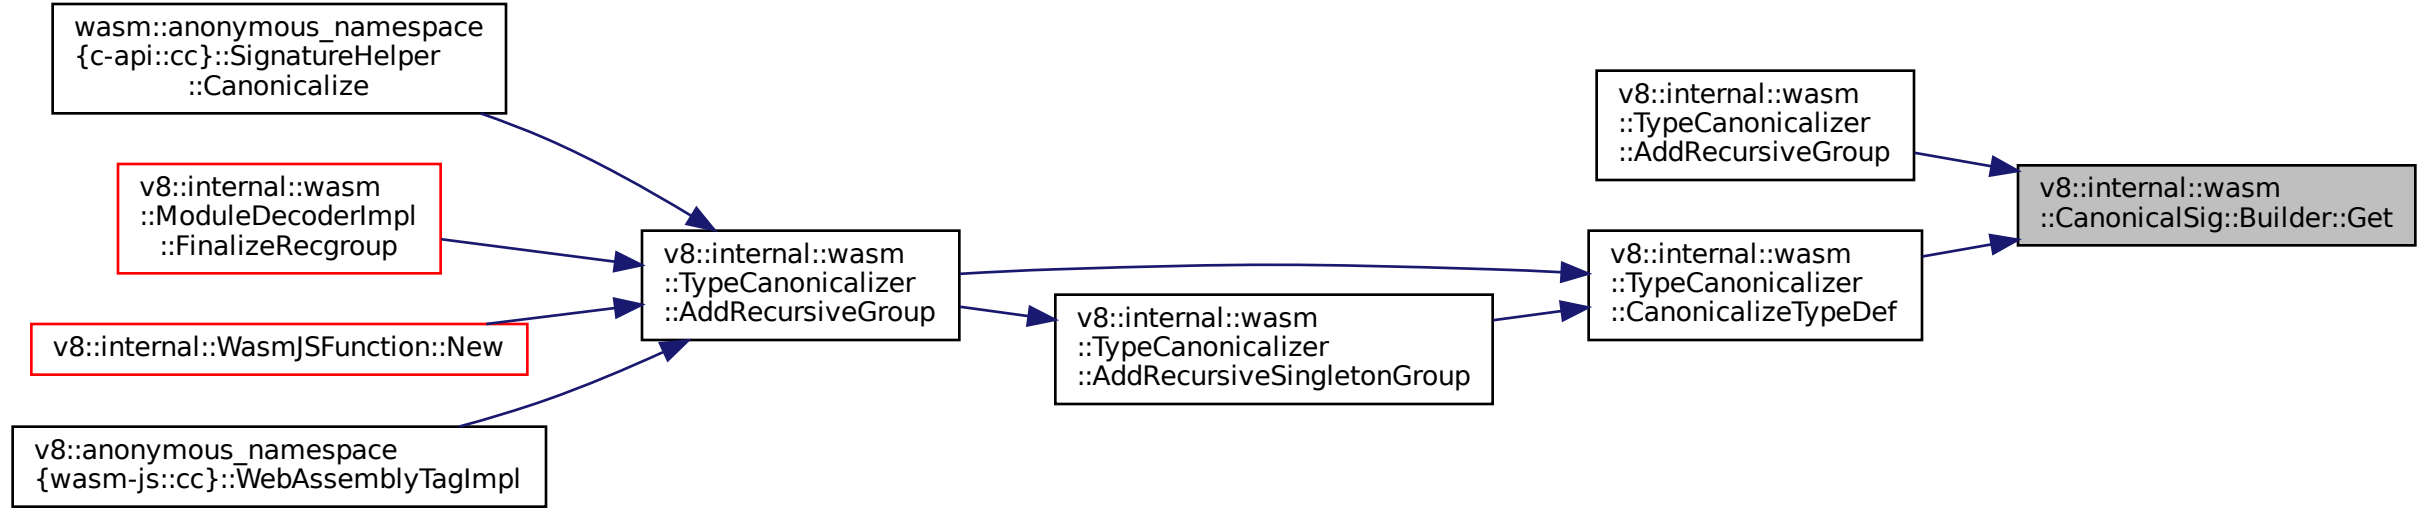 wasm::anonymous_namespace
{c-api::cc}::SignatureHelper
::Canonicalize
v8::internal::wasm
::ModuleDecoderImpl
::FinalizeRecgroup
v8::internal::WasmJSFunction::New
v8::anonymous_namespace
{wasm-js::cc}::WebAssemblyTagImpl
v8::internal::wasm
::TypeCanonicalizer
::AddRecursiveGroup
v8::internal::wasm
::TypeCanonicalizer
::AddRecursiveSingletonGroup
v8::internal::wasm
::TypeCanonicalizer
::AddRecursiveGroup
v8::internal::wasm
::TypeCanonicalizer
::CanonicalizeTypeDef
v8::internal::wasm
::CanonicalSig::Builder::Get